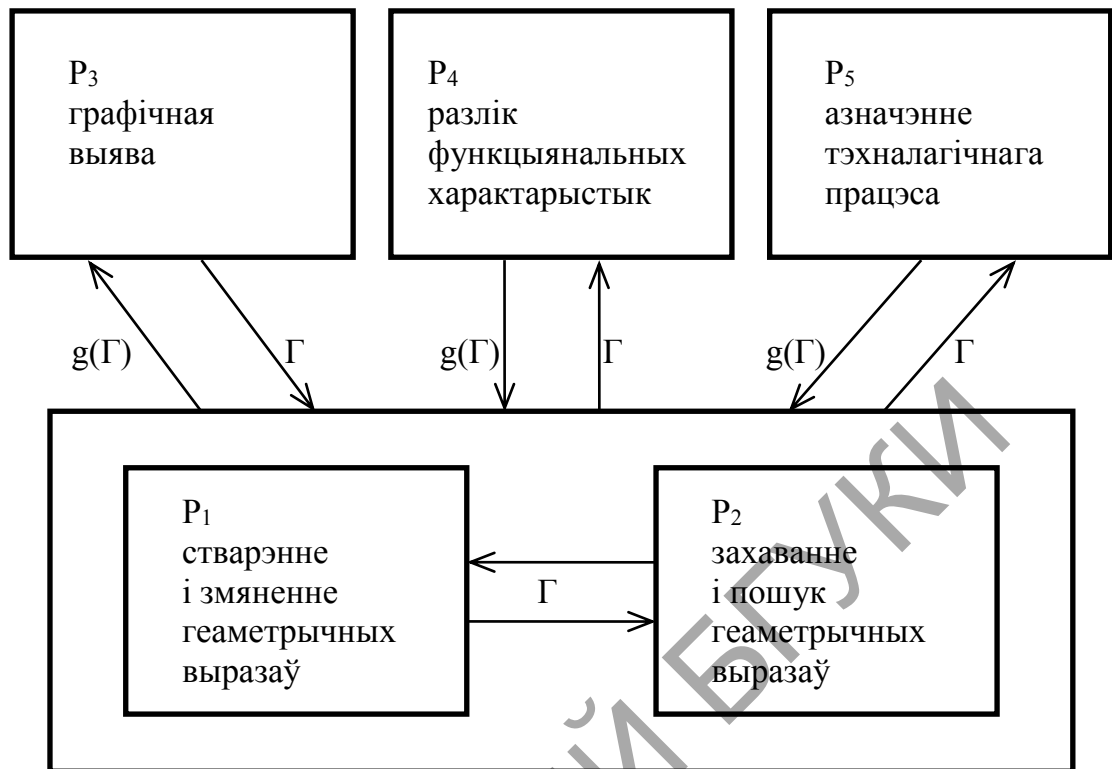 P₃
графічная
выява
P₄
разлік
функцыянальных
характарыстык
P₅
азначэнне
тэхналагічнага
працэса
g(Г)
Г
g(Г)
Г
g(Г)
Г
P₁
стварэнне
і змяненне
геаметрычных
выразаў
Г
P₂
захаванне
і пошук
геаметрычных
выразаў
Й БГУКИ